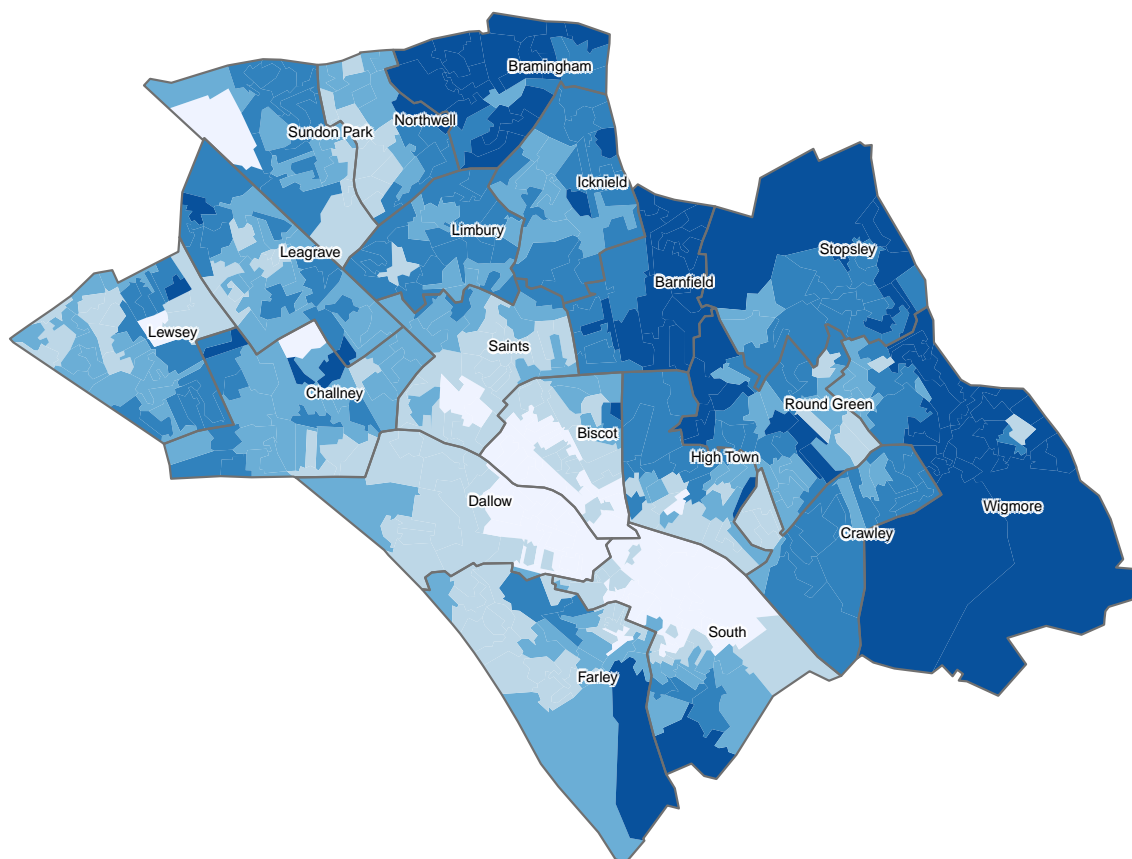 Bramingham
Northwell
Sundon Park
Icknield
Limbury
Stopsley
Leagrave
Barnfield
Lewsey
Saints
Challney
Round Green
Biscot
High Town
Dallow
Wigmore
Crawley
South
Farley